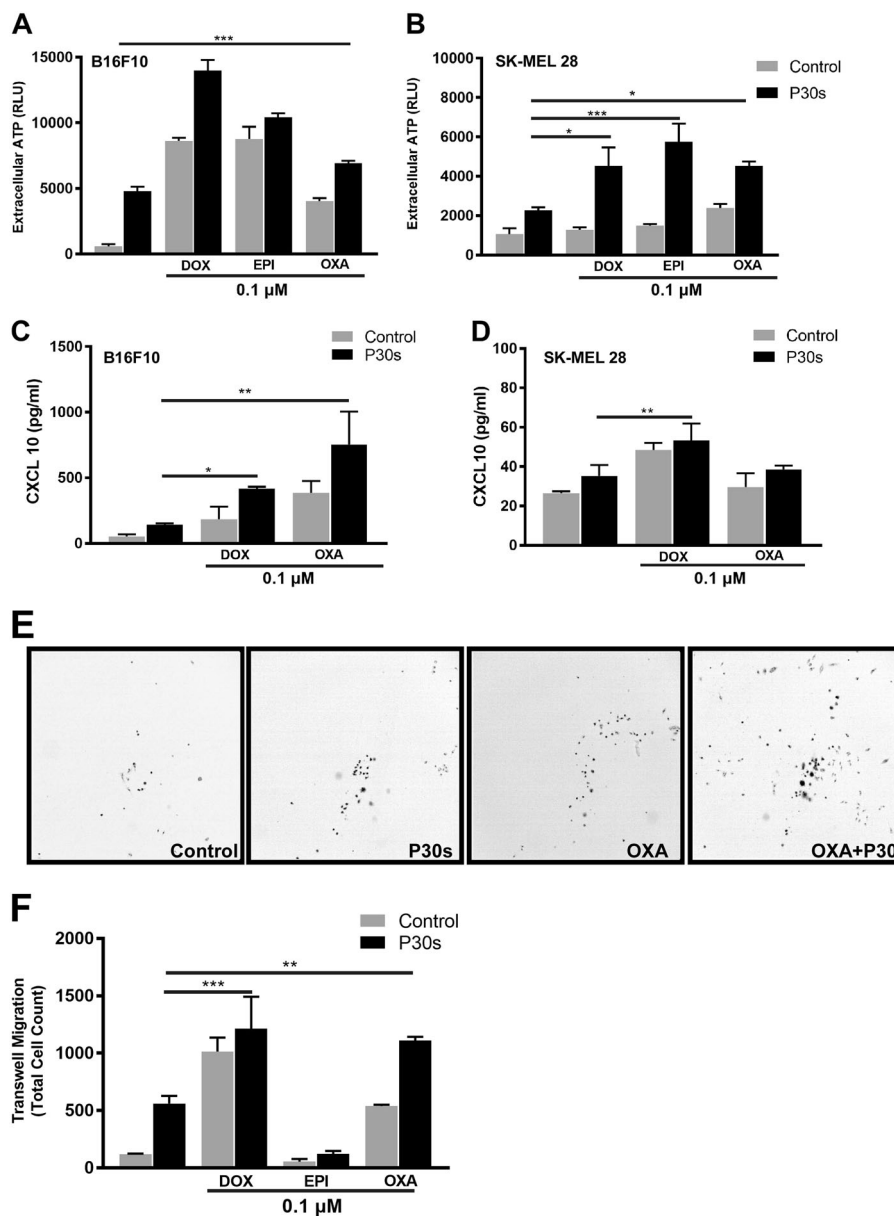 A
B16F10
***
15000
10000
5000
0
Extracellular ATP (RLU)
DOX EPI OXA
0.1 µM
B
SK-MEL 28
Control
P30s
10000
8000
6000
4000
2000
0
Extracellular ATP (RLU)
*
***
*
DOX EPI OXA
0.1 µM
C
B16F10
Control
P30s
1500
1000
500
0
CXCL 10 (pg/ml)
**
*
DOX OXA
0.1 µM
D
SK-MEL 28
Control
P30s
100
80
60
40
20
0
CXCL10 (pg/ml)
**
DOX OXA
0.1 µM
E
Control P30s OXA OXA+P30
F
Control
P30s
2000
1500
1000
500
0
Transwell Migration
(Total Cell Count)
**
***
DOX EPI OXA
0.1 µM